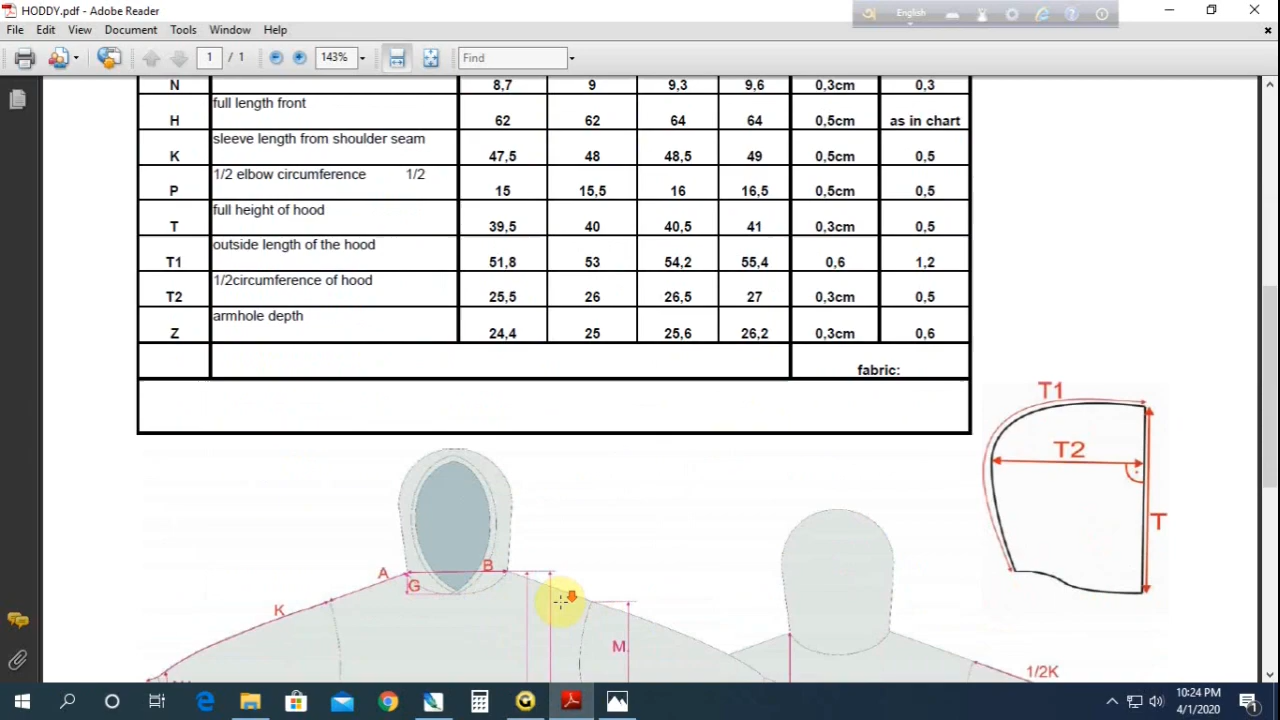 HODDY.pdf - Adobe Reader
English
File Edit View Document Tools Window Help
1 / 1 143% Find
N 8,7 9 9,3 9,6 0,3cm 0,3
H full length front 62 62 64 64 0,5cm as in chart
K sleeve length from shoulder seam 47,5 48 48,5 49 0,5cm 0,5
P 1/2 elbow circumference 1/2 15 15,5 16 16,5 0,5cm 0,5
T full height of hood 39,5 40 40,5 41 0,3cm 0,5
T1 outside length of the hood 51,8 53 54,2 55,4 0,6 1,2
T2 1/2circumference of hood 25,5 26 26,5 27 0,3cm 0,5
Z armhole depth 24,4 25 25,6 26,2 0,3cm 0,6
fabric:
T1
T2
T
A B
G
K
M
1/2K
10:24 PM
4/1/2020